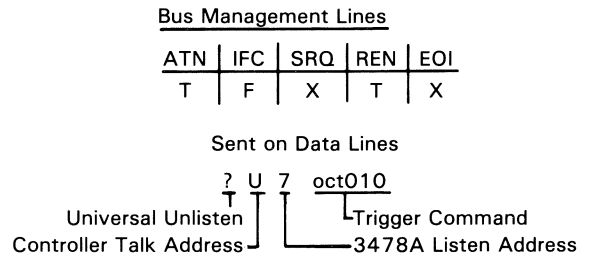 Bus Management Lines
ATN IFC SRQ REN EOI
T F X T X
Sent on Data Lines
? U 7 oct010
Universal Unlisten Trigger Command
Controller Talk Address 3478A Listen Address